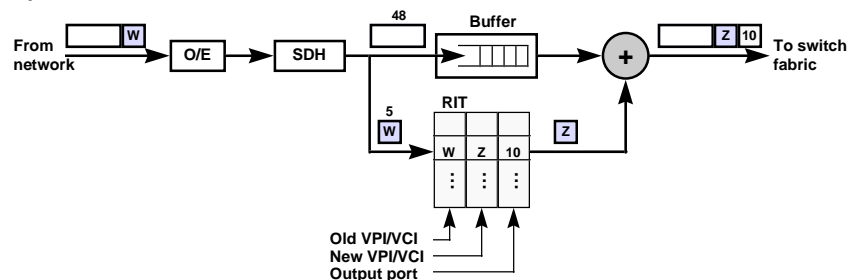 48
Buffer
From
network
W
O/E
SDH
+
Z 10
To switch
fabric
5
W
RIT
Z
W Z 10
⋮ ⋮ ⋮
Old VPI/VCI
New VPI/VCI
Output port